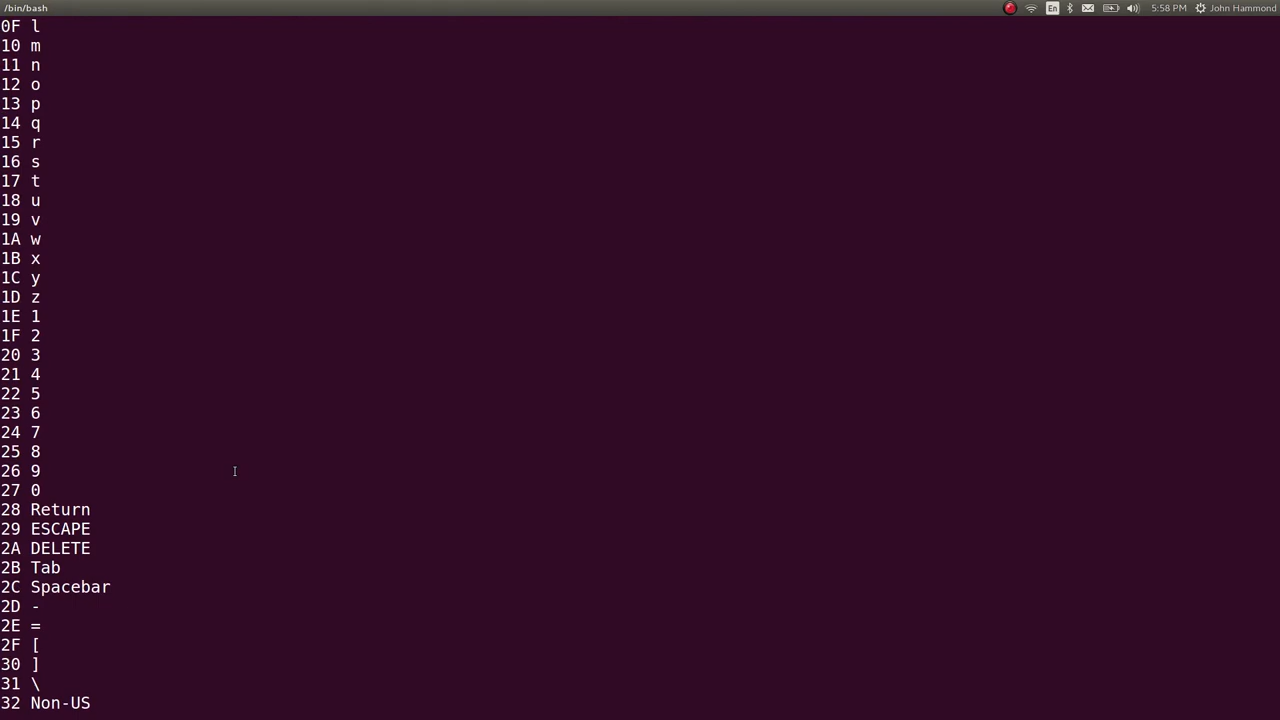 /bin/bash
En
5:58 PM
John Hammond
0F l
10 m
11 n
12 o
13 p
14 q
15 r
16 s
17 t
18 u
19 v
1A w
1B x
1C y
1D z
1E 1
1F 2
20 3
21 4
22 5
23 6
24 7
25 8
26 9
27 0
28 Return
29 ESCAPE
2A DELETE
2B Tab
2C Spacebar
2D -
2E =
2F [
30 ]
31 \
32 Non-US